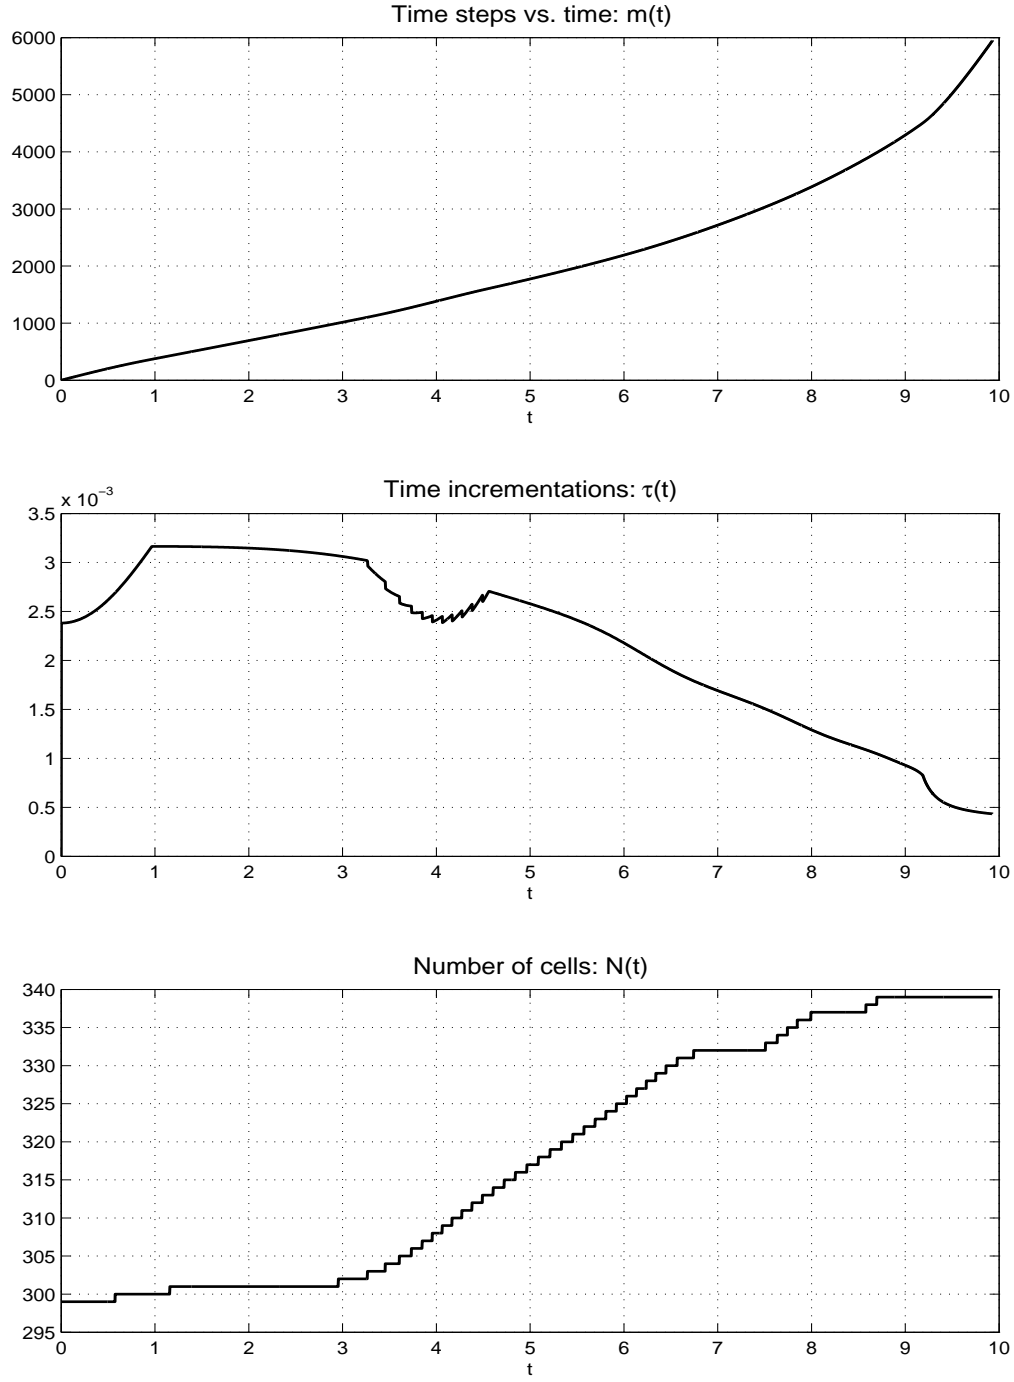 Time steps vs. time: m(t)
6000
5000
4000
3000
2000
1000
0
0 1 2 3 4 5 6 7 8 9 10
t
Time incrementations: τ(t)
x 10⁻³
3.5
3
2.5
2
1.5
1
0.5
0
0 1 2 3 4 5 6 7 8 9 10
t
Number of cells: N(t)
340
335
330
325
320
315
310
305
300
295
0 1 2 3 4 5 6 7 8 9 10
t